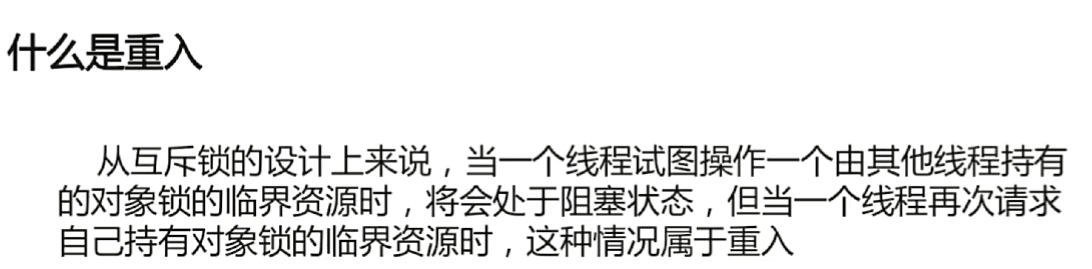 什么是重入
从互斥锁的设计上来说，当一个线程试图操作一个由其他线程持有
的对象锁的临界资源时，将会处于阻塞状态，但当一个线程再次请求
自己持有对象锁的临界资源时，这种情况属于重入